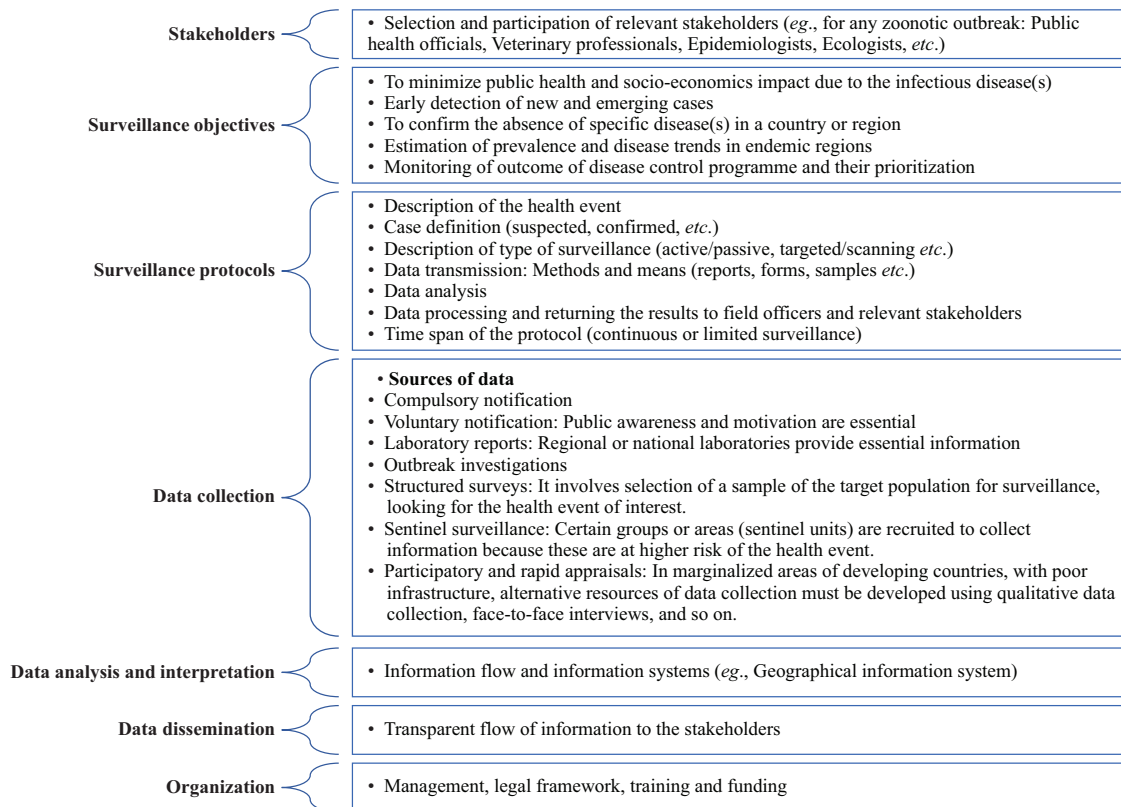 Stakeholders
• Selection and participation of relevant stakeholders (eg., for any zoonotic outbreak: Public
health officials, Veterinary professionals, Epidemiologists, Ecologists, etc.)
Surveillance objectives
• To minimize public health and socio-economics impact due to the infectious disease(s)
• Early detection of new and emerging cases
• To confirm the absence of specific disease(s) in a country or region
• Estimation of prevalence and disease trends in endemic regions
• Monitoring of outcome of disease control programme and their prioritization
Surveillance protocols
• Description of the health event
• Case definition (suspected, confirmed, etc.)
• Description of type of surveillance (active/passive, targeted/scanning etc.)
• Data transmission: Methods and means (reports, forms, samples etc.)
• Data analysis
• Data processing and returning the results to field officers and relevant stakeholders
• Time span of the protocol (continuous or limited surveillance)
Data collection
• Sources of data
• Compulsory notification
• Voluntary notification: Public awareness and motivation are essential
• Laboratory reports: Regional or national laboratories provide essential information
• Outbreak investigations
• Structured surveys: It involves selection of a sample of the target population for surveillance,
looking for the health event of interest.
• Sentinel surveillance: Certain groups or areas (sentinel units) are recruited to collect
information because these are at higher risk of the health event.
• Participatory and rapid appraisals: In marginalized areas of developing countries, with poor
infrastructure, alternative resources of data collection must be developed using qualitative data
collection, face-to-face interviews, and so on.
Data analysis and interpretation
• Information flow and information systems (eg., Geographical information system)
Data dissemination
• Transparent flow of information to the stakeholders
Organization
• Management, legal framework, training and funding